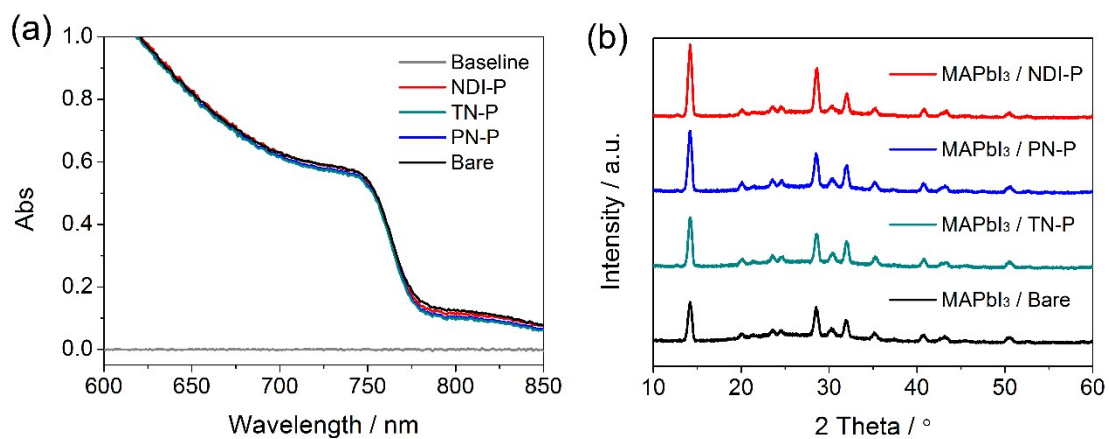 (a)
Abs
1.0
0.8
0.6
0.4
0.2
0.0
Baseline
NDI-P
TN-P
PN-P
Bare
600 650 700 750 800 850
Wavelength / nm
(b)
Intensity / a.u.
MAPbI₃ / NDI-P
MAPbI₃ / PN-P
MAPbI₃ / TN-P
MAPbI₃ / Bare
10 20 30 40 50 60
2 Theta / °